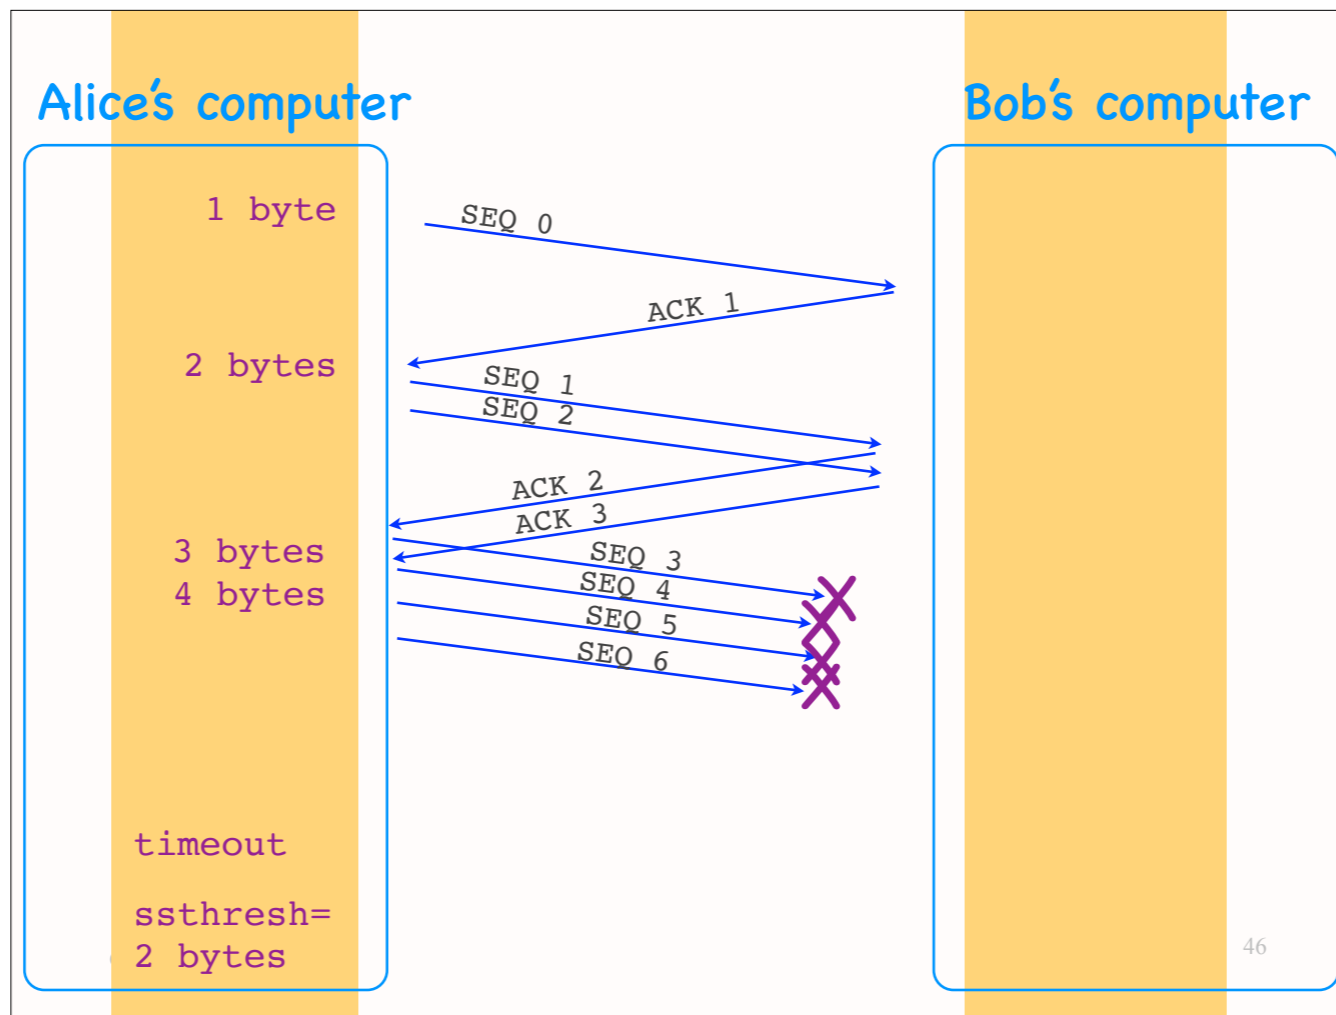 Alice's computer
Bob's computer
1 byte
SEQ 0
ACK 1
2 bytes
SEQ 1
SEQ 2
ACK 2
ACK 3
3 bytes
SEQ 3
4 bytes
SEQ 4
SEQ 5
SEQ 6
timeout
ssthresh=
2 bytes
46